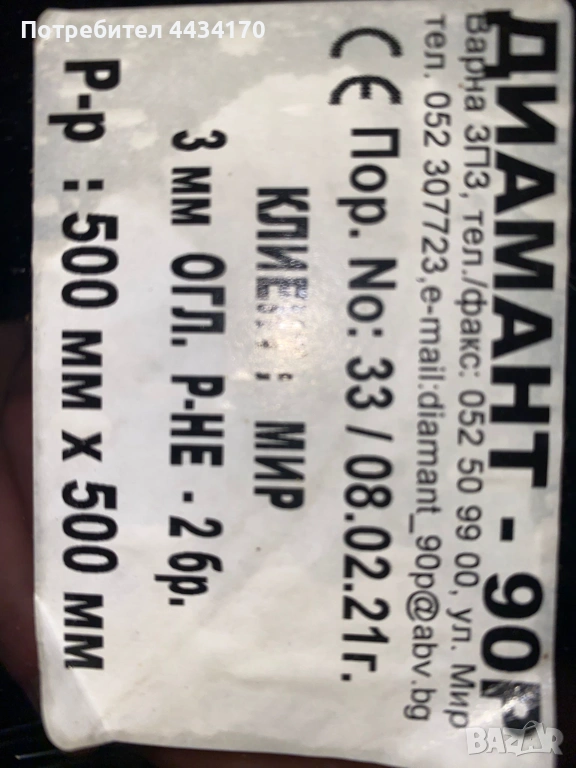 Потребител 4434170
ДИАМАНТ - 90р
Варна ЗПЗ, тел./факс: 052 50 99 00, ул. Мир
тел. 052 307723,e-mail:diamant_90p@abv.bg
CE Пор. No: 33 / 08.02.21г.
КЛИЕНТ: МИР
3 мм ОГЛ. Р-НЕ - 2 бр.
Р-р : 500 мм X 500 мм
BAZAR